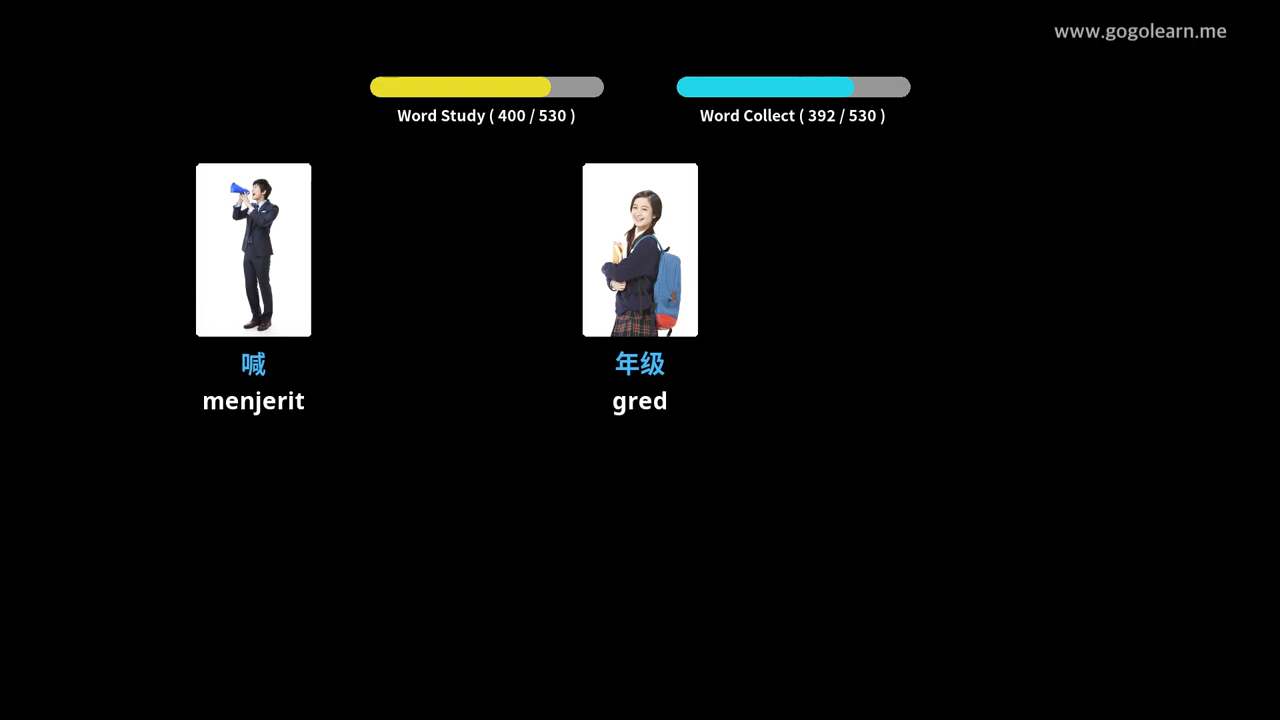 www.gogolearn.me
Word Study ( 400 / 530 )
Word Collect ( 392 / 530 )
喊
menjerit
年级
gred